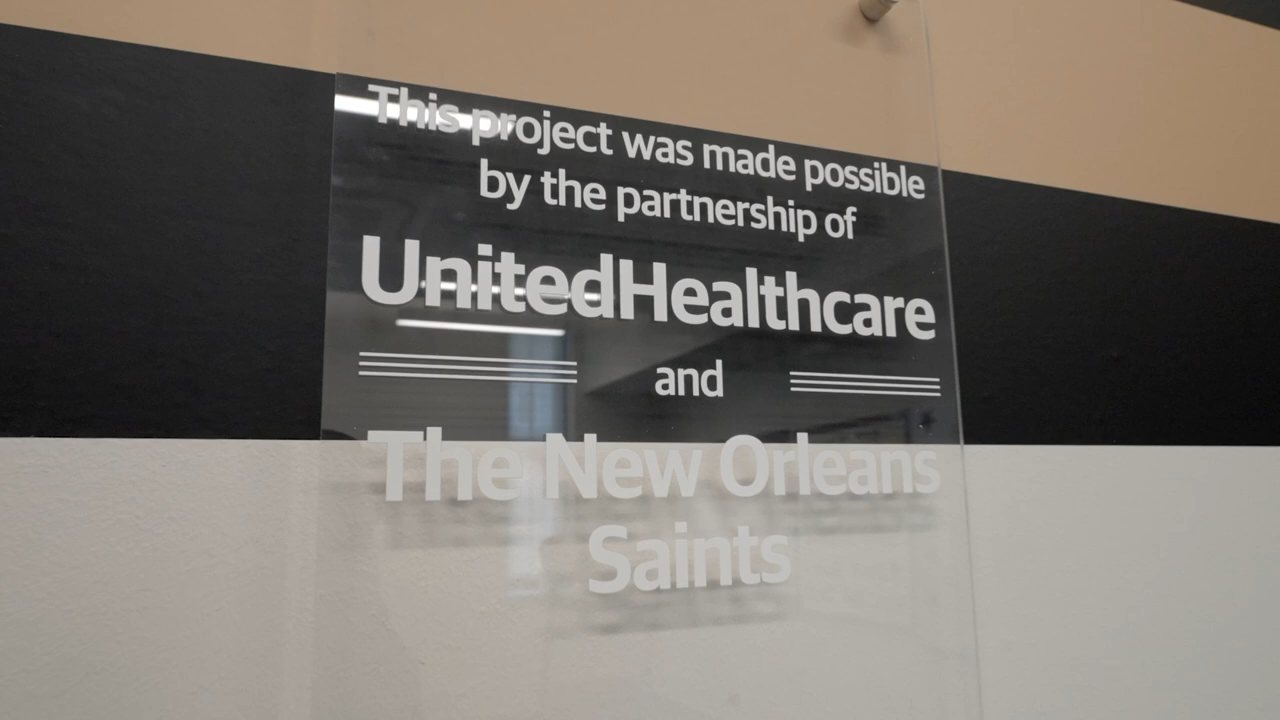 This project was made possible
by the partnership of
UnitedHealthcare
and
The New Orleans
Saints